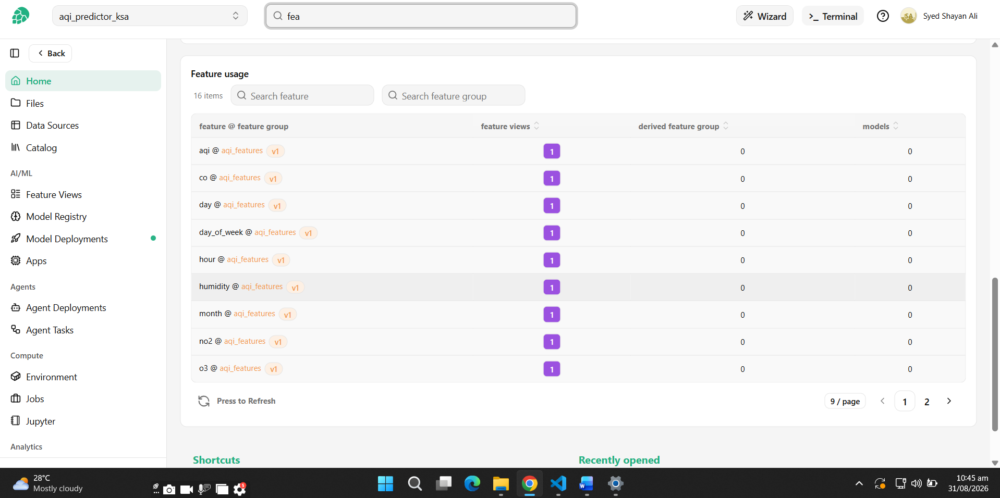 aqi_predictor_ksa
fea
Wizard
>_ Terminal
SA
Syed Shayan Ali
Back
Home
Files
Data Sources
Catalog
AI/ML
Feature Views
Model Registry
Model Deployments
Apps
Agents
Agent Deployments
Agent Tasks
Compute
Environment
Jobs
Jupyter
Analytics
Feature usage
16 items
Search feature
Search feature group
feature @ feature group feature views derived feature group models
aqi @ aqi_features v1 1 0 0
co @ aqi_features v1 1 0 0
day @ aqi_features v1 1 0 0
day_of_week @ aqi_features v1 1 0 0
hour @ aqi_features v1 1 0 0
humidity @ aqi_features v1 1 0 0
month @ aqi_features v1 1 0 0
no2 @ aqi_features v1 1 0 0
o3 @ aqi_features v1 1 0 0
Press to Refresh
9 / page
1
2
Shortcuts
Recently opened
28°C
Mostly cloudy
5
W
10:45 am
31/08/2026